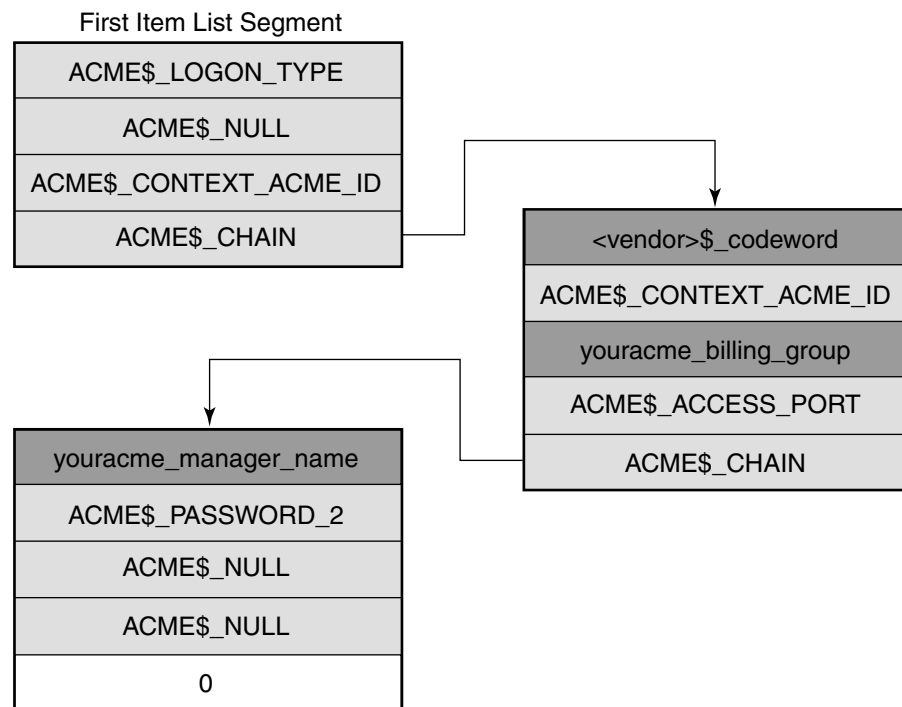 First Item List Segment
ACME$_LOGON_TYPE
ACME$_NULL
ACME$_CONTEXT_ACME_ID
ACME$_CHAIN
<vendor>$_codeword
ACME$_CONTEXT_ACME_ID
youracme_billing_group
ACME$_ACCESS_PORT
ACME$_CHAIN
youracme_manager_name
ACME$_PASSWORD_2
ACME$_NULL
ACME$_NULL
0